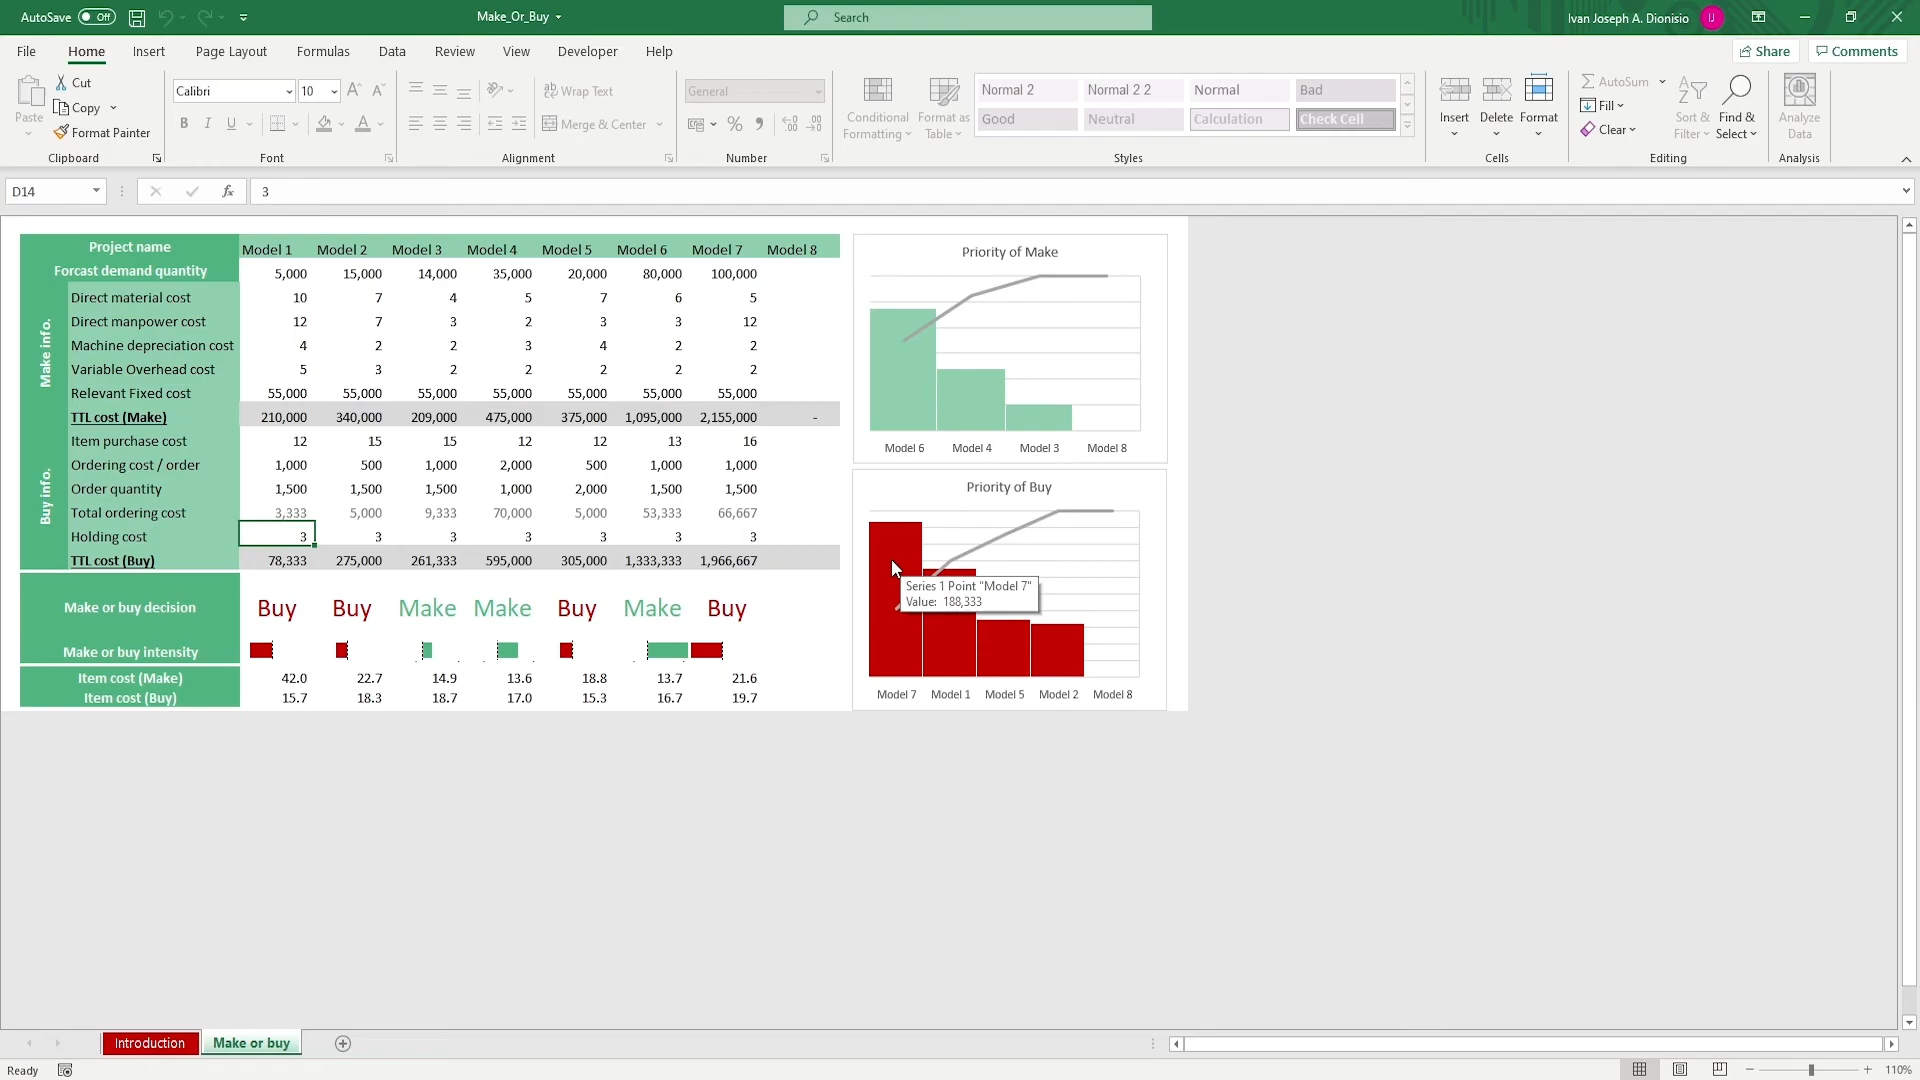 AutoSave Off Make_Or_Buy Search Ivan Joseph A. Dionisio IJ
File Home Insert Page Layout Formulas Data Review View Developer Help Share Comments
Paste Cut Copy Format Painter Clipboard
Calibri 10 B I U Font
Wrap Text Merge & Center Alignment
General Number
Conditional Formatting Format as Table
Normal 2 Normal 2 2 Normal Bad
Good Neutral Calculation Check Cell
Styles
Insert Delete Format Cells
AutoSum Fill Clear Sort & Filter Find & Select Editing
Analyze Data Analysis
D14 fx 3
Project name Model 1 Model 2 Model 3 Model 4 Model 5 Model 6 Model 7 Model 8
Forcast demand quantity 5,000 15,000 14,000 35,000 20,000 80,000 100,000
Make info.
Direct material cost 10 7 4 5 7 6 5
Direct manpower cost 12 7 3 2 3 3 12
Machine depreciation cost 4 2 2 3 4 2 2
Variable Overhead cost 5 3 2 2 2 2 2
Relevant Fixed cost 55,000 55,000 55,000 55,000 55,000 55,000 55,000
TTL cost (Make) 210,000 340,000 209,000 475,000 375,000 1,095,000 2,155,000 -
Buy info.
Item purchase cost 12 15 15 12 12 13 16
Ordering cost / order 1,000 500 1,000 2,000 500 1,000 1,000
Order quantity 1,500 1,500 1,500 1,000 2,000 1,500 1,500
Total ordering cost 3,333 5,000 9,333 70,000 5,000 53,333 66,667
Holding cost 3 3 3 3 3 3 3
TTL cost (Buy) 78,333 275,000 261,333 595,000 305,000 1,333,333 1,966,667
Make or buy decision Buy Buy Make Make Buy Make Buy
Make or buy intensity
Item cost (Make) 42.0 22.7 14.9 13.6 18.8 13.7 21.6
Item cost (Buy) 15.7 18.3 18.7 17.0 15.3 16.7 19.7
Priority of Make
Model 6 Model 4 Model 3 Model 8
Priority of Buy
Series 1 Point "Model 7"
Value: 188,333
Model 7 Model 1 Model 5 Model 2 Model 8
Introduction Make or buy
Ready 110%